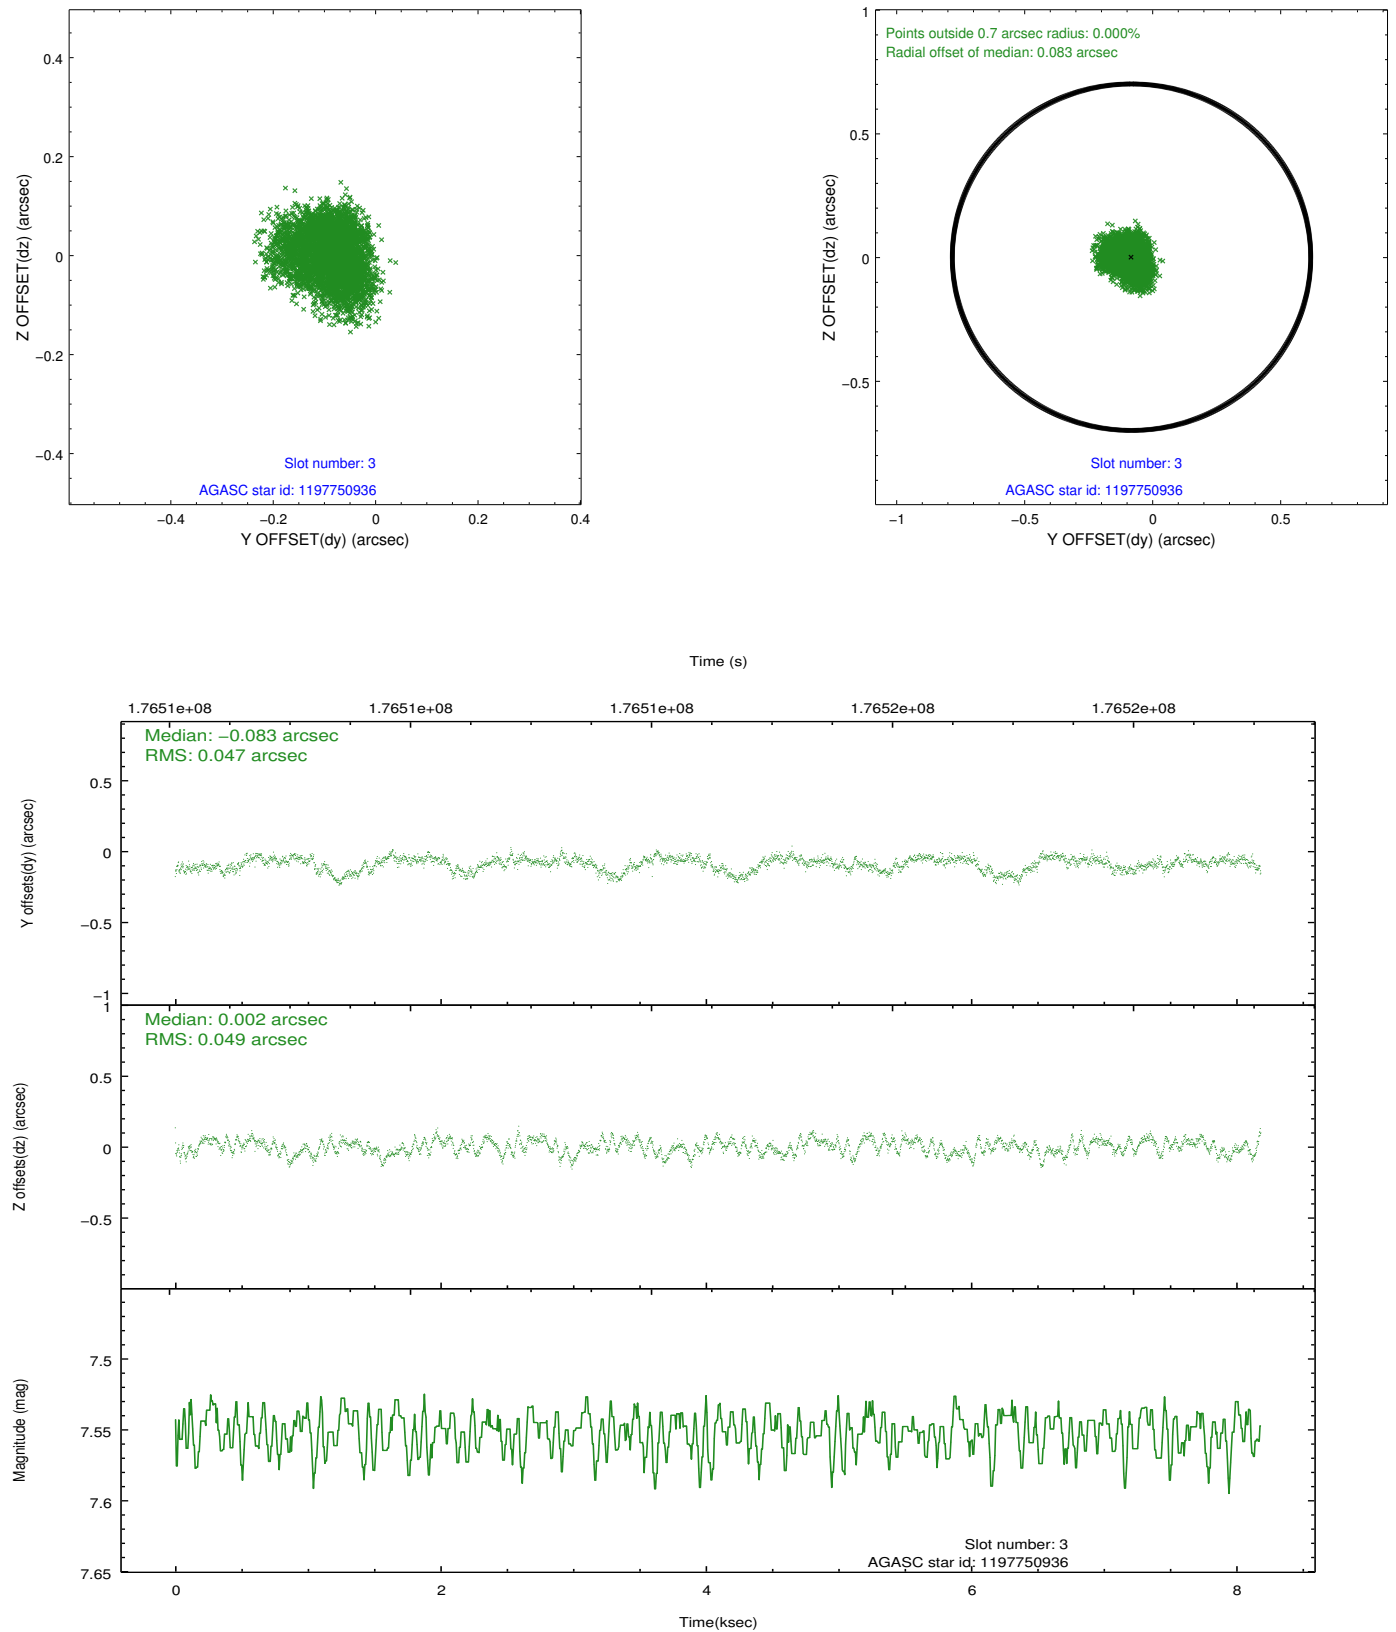 0.4
0.2
0
−0.2
−0.4
Z OFFSET(dz) (arcsec)
Slot number: 3
AGASC star id: 1197750936
−0.4 −0.2 0 0.2 0.4
Y OFFSET(dy) (arcsec)
Points outside 0.7 arcsec radius: 0.000%
Radial offset of median: 0.083 arcsec
1
0.5
0
−0.5
Z OFFSET(dz) (arcsec)
Slot number: 3
AGASC star id: 1197750936
−1 −0.5 0 0.5
Y OFFSET(dy) (arcsec)
Time (s)
1.7651e+08 1.7651e+08 1.7651e+08 1.7652e+08 1.7652e+08
Median: −0.083 arcsec
RMS: 0.047 arcsec
0.5
0
−0.5
−1
Y offsets(dy) (arcsec)
1
Median: 0.002 arcsec
RMS: 0.049 arcsec
0.5
0
−0.5
Z offsets(dz) (arcsec)
7.5
7.55
7.6
7.65
Magnitude (mag)
Slot number: 3
AGASC star id: 1197750936
0 2 4 6 8
Time(ksec)